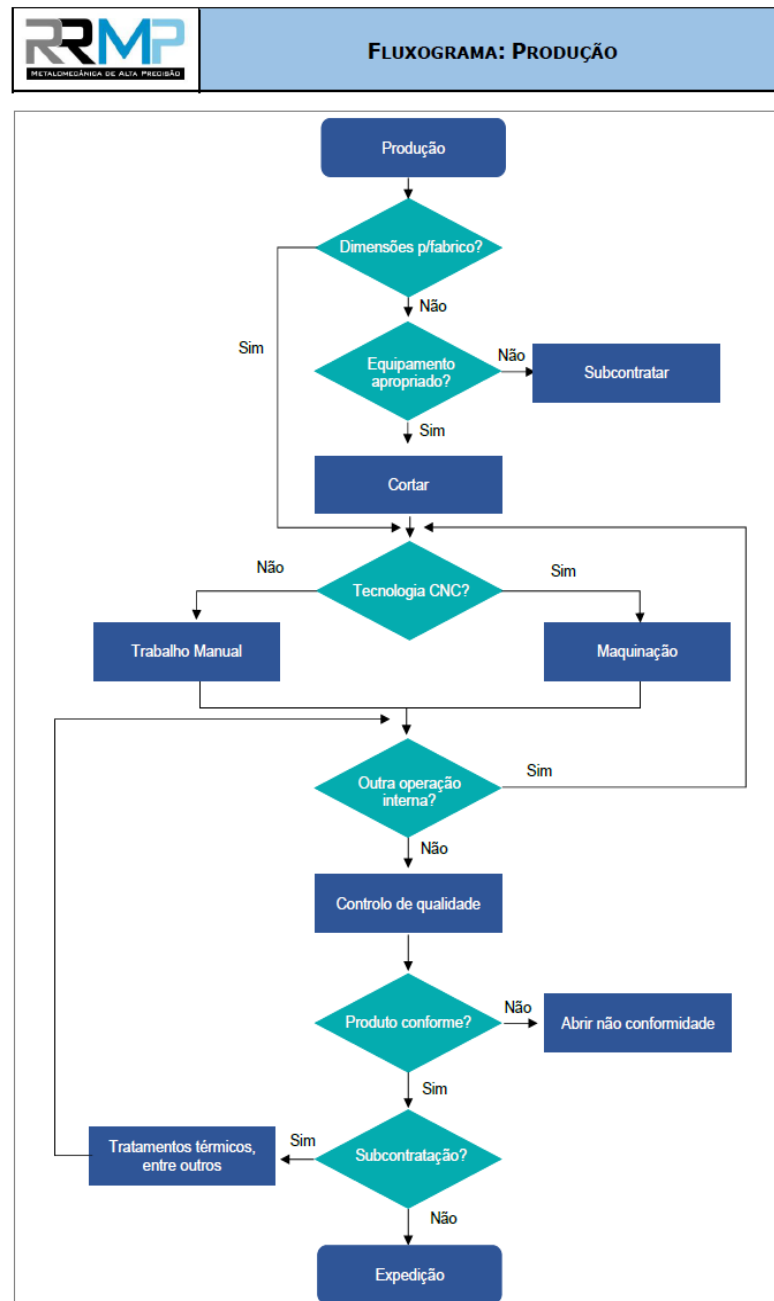 RRMP
METALOMECÂNICA DE ALTA PRECISÃO
FLUXOGRAMA: PRODUÇÃO
Produção
Dimensões p/fabrico?
Não
Sim
Equipamento
apropriado?
Não
Subcontratar
Sim
Cortar
Não
Tecnologia CNC?
Sim
Trabalho Manual
Maquinação
Outra operação
interna?
Sim
Não
Controlo de qualidade
Produto conforme?
Não
Abrir não conformidade
Sim
Tratamentos térmicos,
entre outros
Sim
Subcontratação?
Não
Expedição